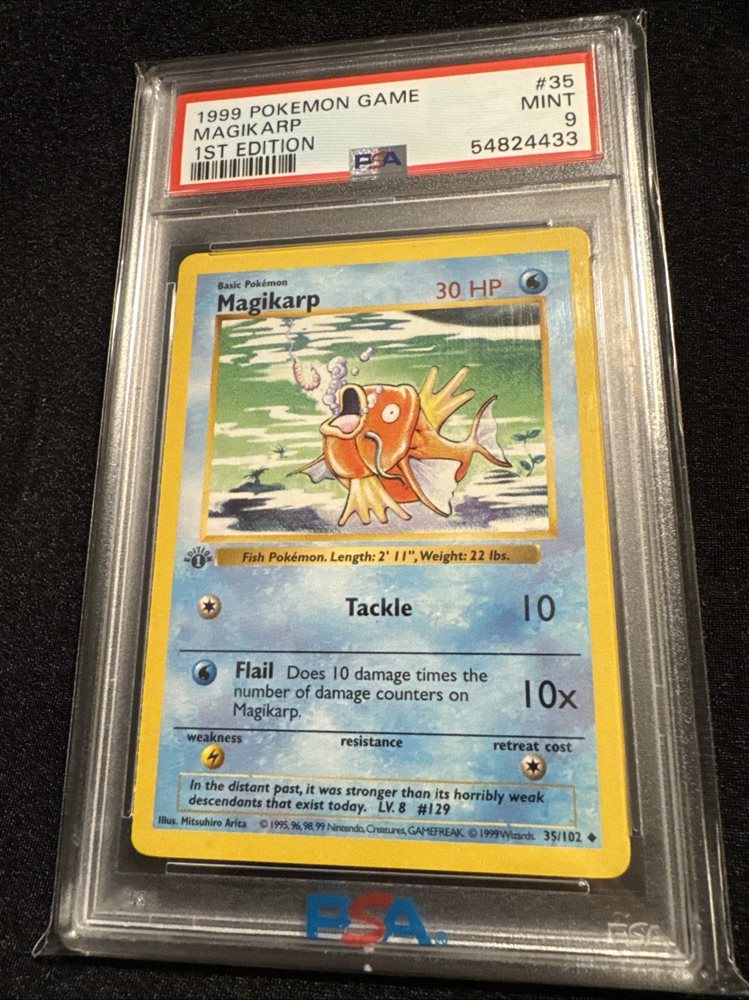 1999 POKEMON GAME #35
MAGIKARP MINT
1ST EDITION 9
PSA 54824433
Basic Pokémon
Magikarp 30 HP
EDITION
1
Fish Pokémon. Length: 2' 11", Weight: 22 lbs.
Tackle 10
Flail Does 10 damage times the
number of damage counters on
Magikarp.
10x
weakness resistance retreat cost
In the distant past, it was stronger than its horribly weak
descendants that exist today. LV. 8 #129
Illus. Mitsuhiro Arita © 1995, 96, 98, 99 Nintendo, Creatures, GAMEFREAK. © 1999 Wizards. 35/102
PSA
PSA